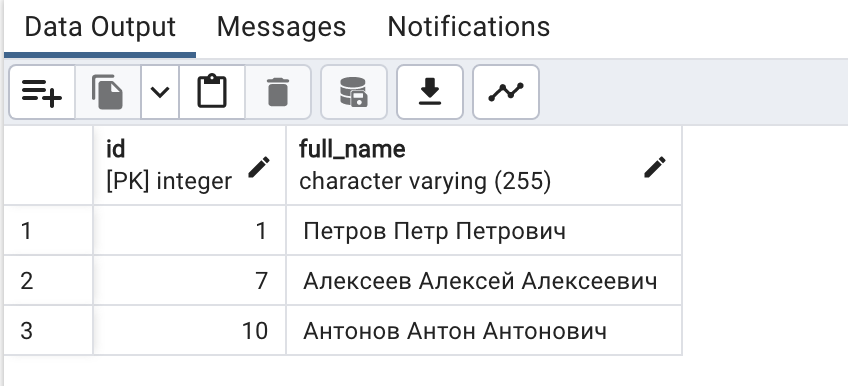 Data Output Messages Notifications
id full_name
[PK] integer character varying (255)
1 1 Петров Петр Петрович
2 7 Алексеев Алексей Алексеевич
3 10 Антонов Антон Антонович